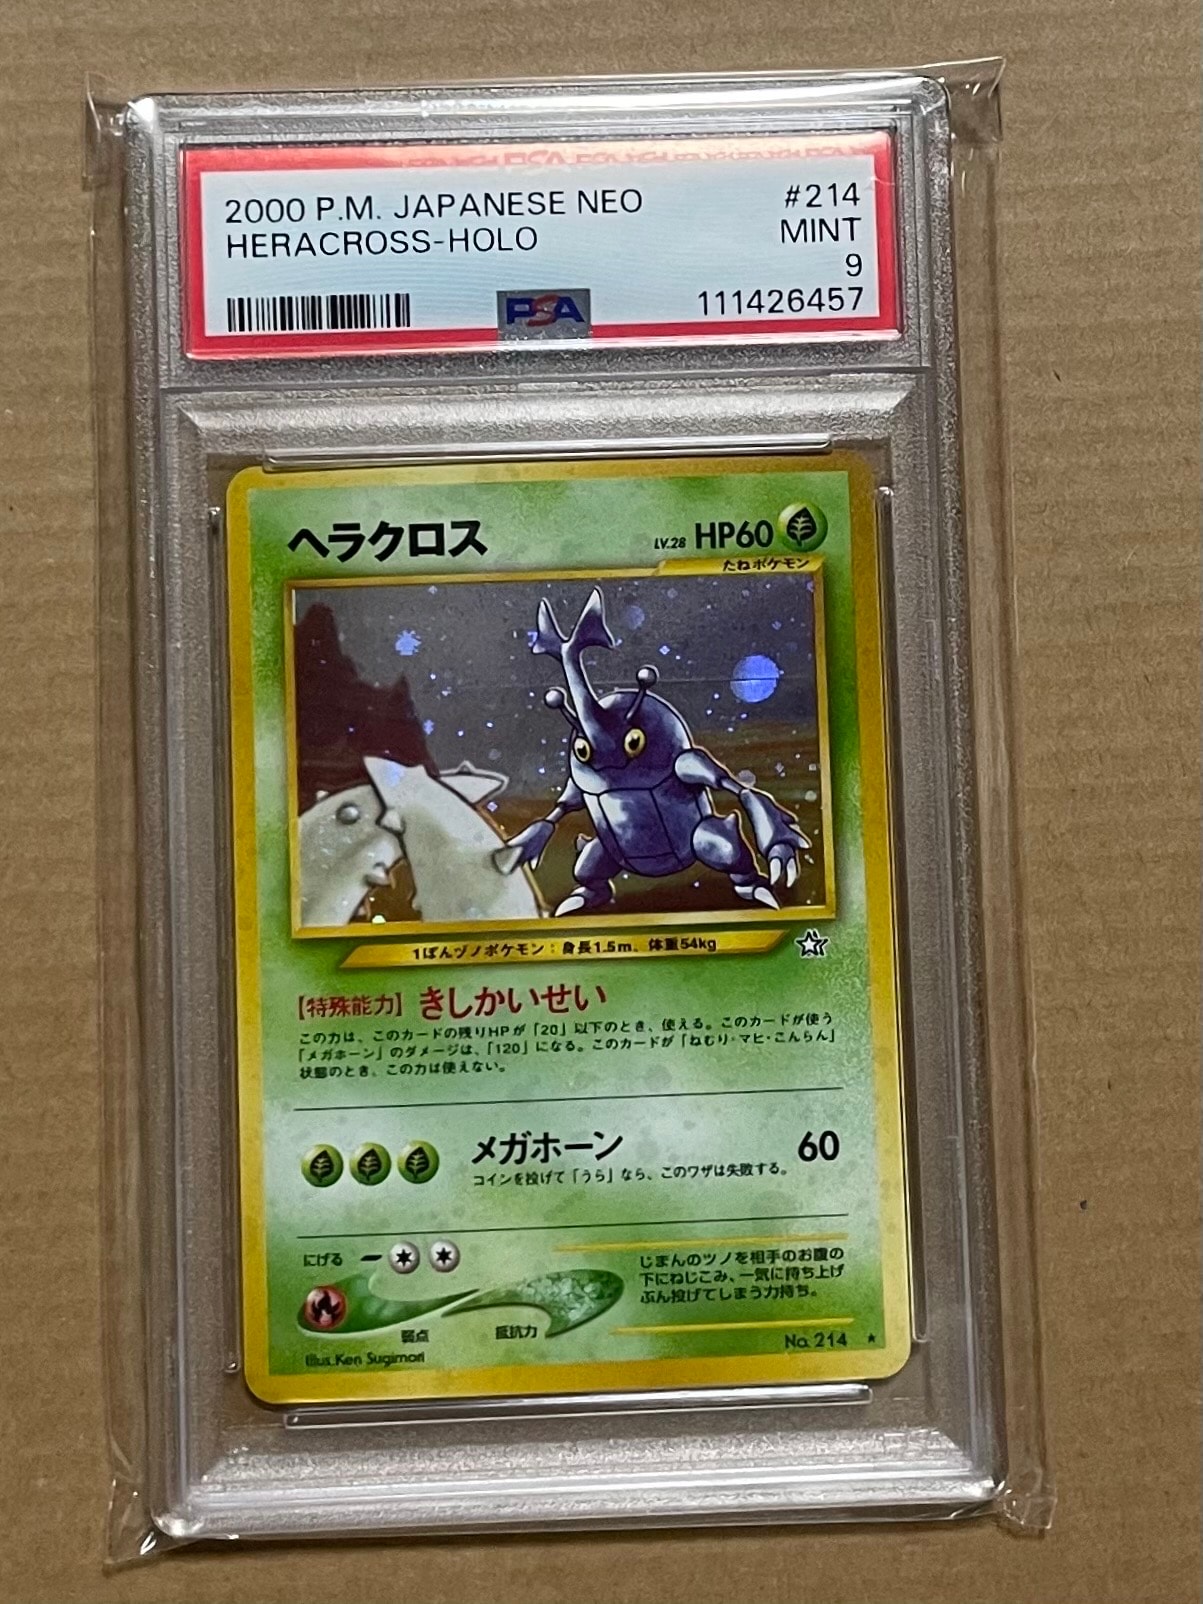 2000 P.M. JAPANESE NEO #214
HERACROSS-HOLO MINT
9
PSA 111426457
ヘラクロス LV.28 HP60
たねポケモン
1ぽんヅノポケモン：身長1.5m、体重54kg
【特殊能力】きしかいせい
この力は、このカードの残りHPが「20」以下のとき、使える。このカードが使う
「メガホーン」のダメージは、「120」になる。このカードが「ねむり・マヒ・こんらん」
状態のとき、この力は使えない。
メガホーン 60
コインを投げて「うら」なら、このワザは失敗する。
にげる
弱点 抵抗力
じまんのツノを相手のお腹の
下にねじこみ、一気に持ち上げ
ぶん投げてしまう力持ち。
Illus.Ken Sugimori
No.214 ★